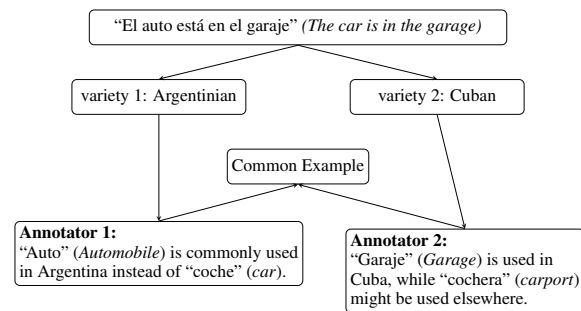 “El auto está en el garaje” (The car is in the garage)
variety 1: Argentinian
variety 2: Cuban
Common Example
Annotator 1:
“Auto” (Automobile) is commonly used
in Argentina instead of “coche” (car).
Annotator 2:
“Garaje” (Garage) is used in
Cuba, while “cochera” (carport)
might be used elsewhere.